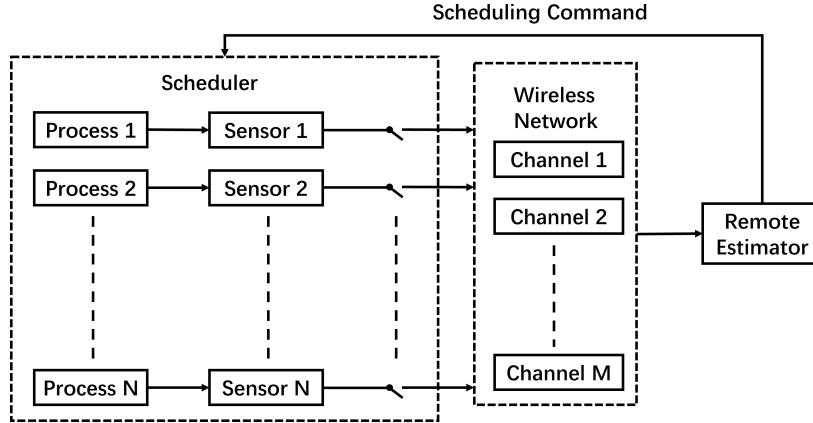 Scheduling Command
Scheduler
Process 1
Sensor 1
Process 2
Sensor 2
Process N
Sensor N
Wireless
Network
Channel 1
Channel 2
Channel M
Remote
Estimator